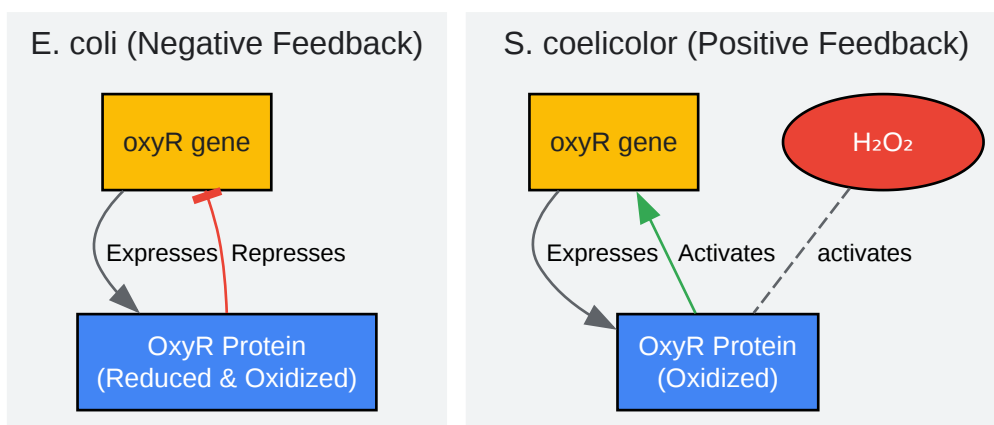 E. coli (Negative Feedback)
oxyR gene
Expresses
Represses
OxyR Protein
(Reduced & Oxidized)
S. coelicolor (Positive Feedback)
oxyR gene
H₂O₂
Expresses
Activates
activates
OxyR Protein
(Oxidized)